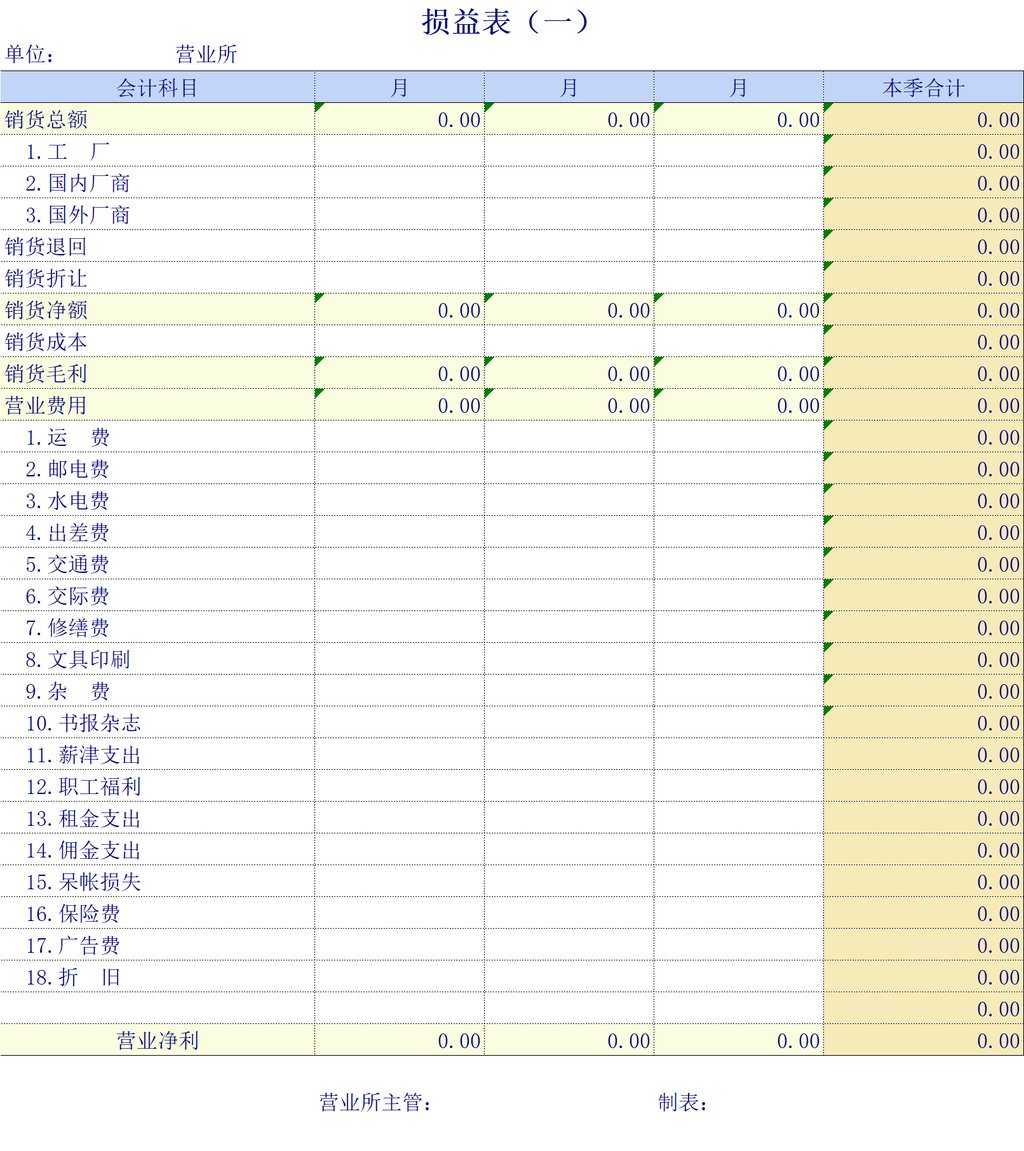 损益表（一）
单位： 营业所
会计科目 月 月 月 本季合计
销货总额 0.00 0.00 0.00 0.00
1.工 厂 0.00
2.国内厂商 0.00
3.国外厂商 0.00
销货退回 0.00
销货折让 0.00
销货净额 0.00 0.00 0.00 0.00
销货成本 0.00
销货毛利 0.00 0.00 0.00 0.00
营业费用 0.00 0.00 0.00 0.00
1.运 费 0.00
2.邮电费 0.00
3.水电费 0.00
4.出差费 0.00
5.交通费 0.00
6.交际费 0.00
7.修缮费 0.00
8.文具印刷 0.00
9.杂 费 0.00
10.书报杂志 0.00
11.薪津支出 0.00
12.职工福利 0.00
13.租金支出 0.00
14.佣金支出 0.00
15.呆帐损失 0.00
16.保险费 0.00
17.广告费 0.00
18.折 旧 0.00
0.00
营业净利 0.00 0.00 0.00 0.00
营业所主管： 制表：